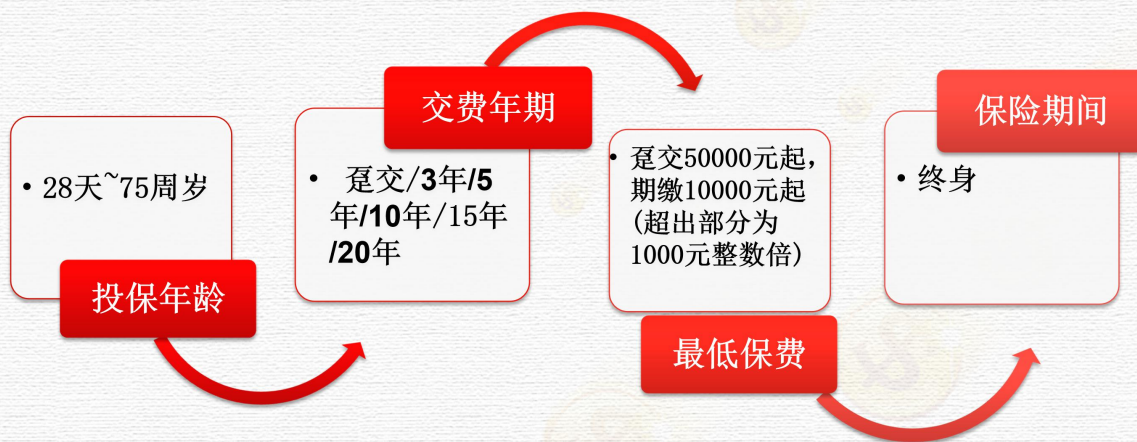 • 28天~75周岁
投保年龄
交费年期
• 趸交/3年/5
年/10年/15年
/20年
• 趸交50000元起，
期缴10000元起
(超出部分为
1000元整数倍)
最低保费
保险期间
• 终身